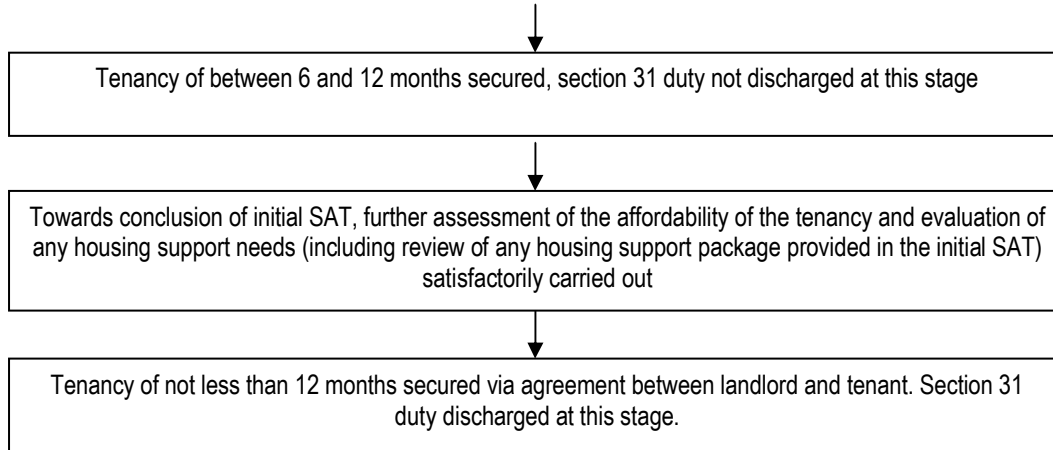 Tenancy of between 6 and 12 months secured, section 31 duty not discharged at this stage
Towards conclusion of initial SAT, further assessment of the affordability of the tenancy and evaluation of
any housing support needs (including review of any housing support package provided in the initial SAT)
satisfactorily carried out
Tenancy of not less than 12 months secured via agreement between landlord and tenant. Section 31
duty discharged at this stage.